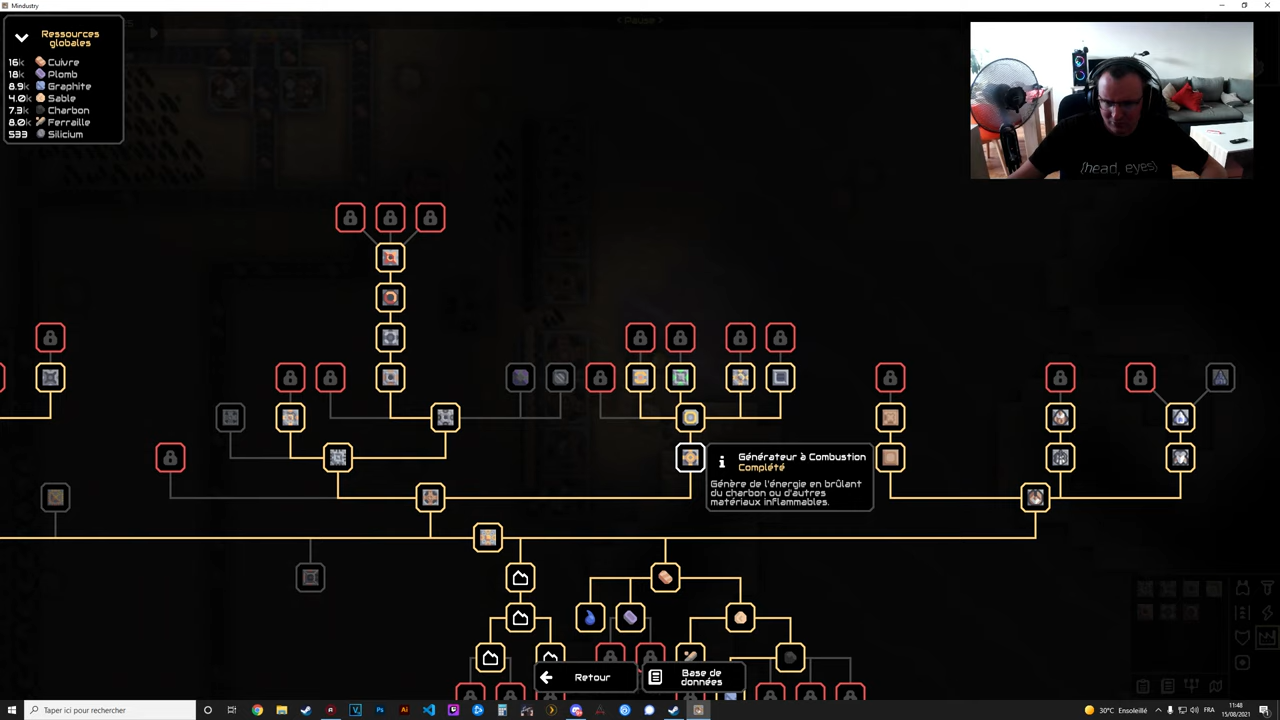 Mindustry
< Pause >
Ressources
globales
16k Cuivre
18k Plomb
8.9k Graphite
4.0k Sable
7.3k Charbon
8.0k Ferraille
533 Silicium
{head, eyes}
Générateur à Combustion
Complété
Génère de l'énergie en brûlant
du charbon ou d'autres
matériaux inflammables.
Retour
Base de
données
Taper ici pour rechercher
30°C Ensoleillé
FRA
11:48
15/08/2021